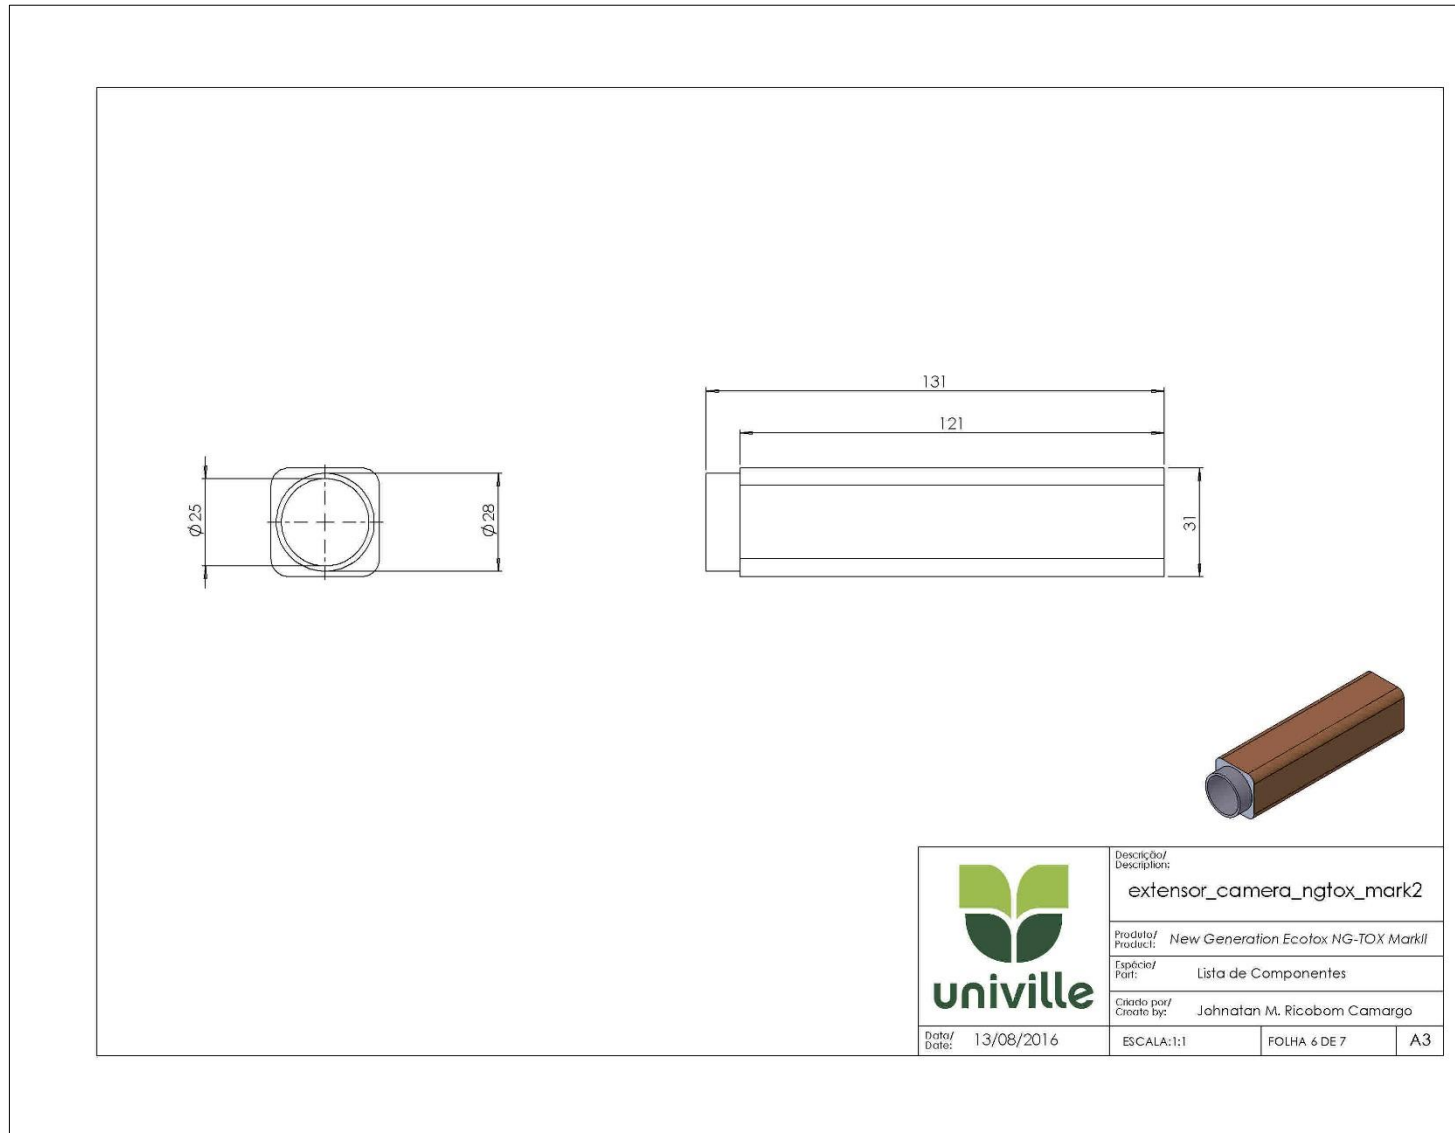 131
121
⌀25
⌀28
31
Descrição/
Description:
extensor_camera_ngtox_mark2
Produto/
Product: New Generation Ecotox NG-TOX MarkII
Espécie/
Part: Lista de Componentes
Criado por/
Create by: Johnatan M. Ricobom Camargo
univille
Data/
Date: 13/08/2016
ESCALA:1:1
FOLHA 6 DE 7
A3